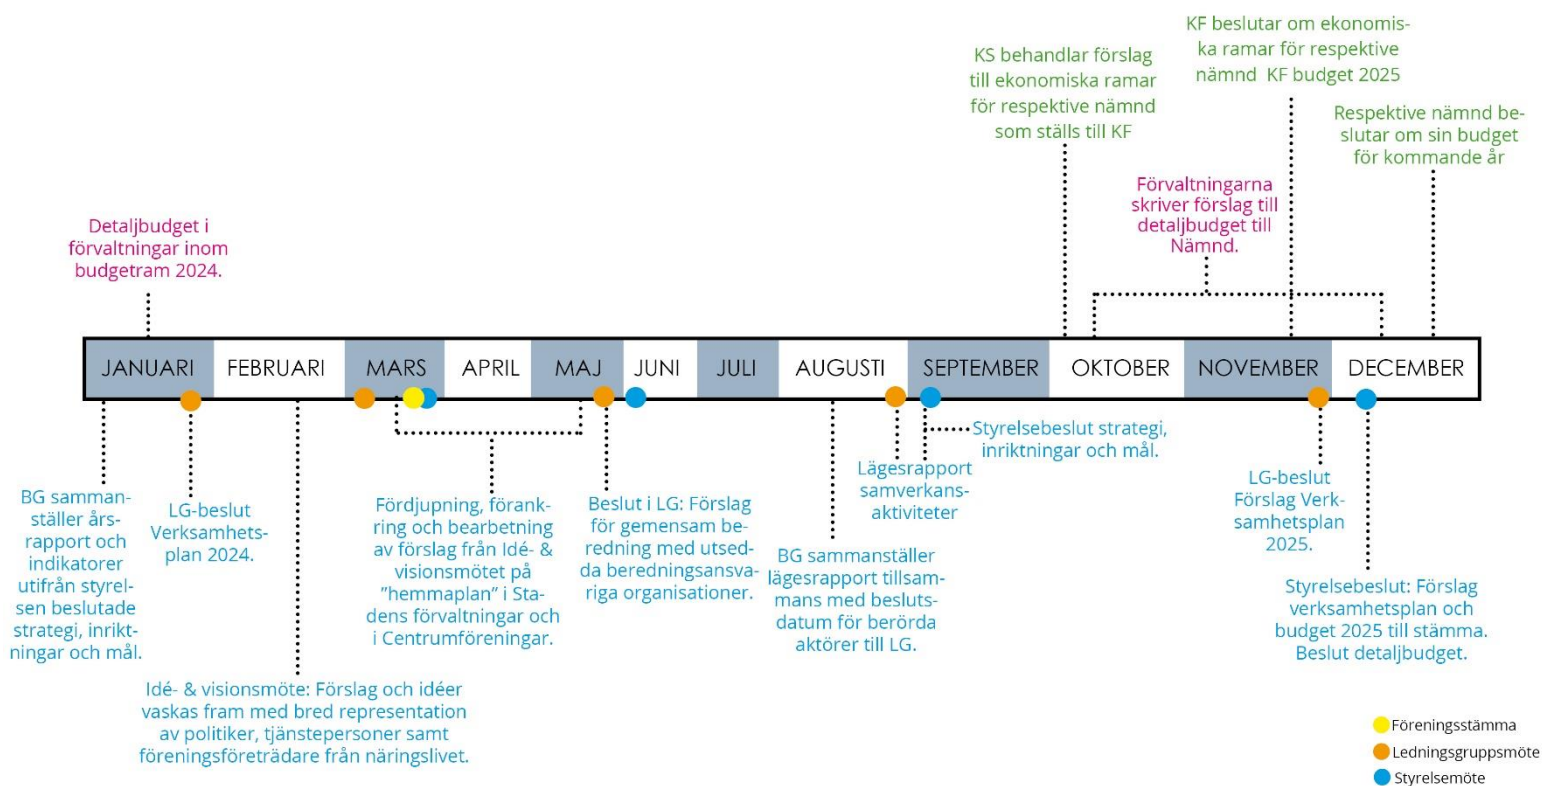 KF beslutar om ekonomis-
ka ramar för respektive
nämnd KF budget 2025
KS behandlar förslag
till ekonomiska ramar
för respektive nämnd
som ställs till KF
Respektive nämnd be-
slutar om sin budget
för kommande år
Förvaltningarna
skriver förslag till
detaljbudget till
Nämnd.
Detaljbudget i
förvaltningar inom
budgetram 2024.
JANUARI FEBRUARI MARS APRIL MAJ JUNI JULI AUGUSTI SEPTEMBER OKTOBER NOVEMBER DECEMBER
BG samman-
ställer års-
rapport och
indikatorer
utifrån styrel-
sen beslutade
strategi, inrikt-
ningar och mål.
LG-beslut
Verksamhets-
plan 2024.
Idé- & visionsmöte: Förslag och idéer
vaskas fram med bred representation
av politiker, tjänstepersoner samt
föreningsföreträdare från näringslivet.
Fördjupning, förank-
ring och bearbetning
av förslag från Idé- &
visionsmötet på
”hemmaplan” i Sta-
dens förvaltningar och
i Centrumföreningar.
Beslut i LG: Förslag
för gemensam be-
redning med utsed-
da beredningsansva-
riga organisationer.
BG sammanställer
lägesrapport tillsam-
mans med besluts-
datum för berörda
aktörer till LG.
Lägesrapport
samverkans-
aktiviteter
Styrelsebeslut strategi,
inriktningar och mål.
LG-beslut
Förslag Verk-
samhetsplan
2025.
Styrelsebeslut: Förslag
verksamhetsplan och
budget 2025 till stämma.
Beslut detaljbudget.
Föreningsstämma
Ledningsgruppsmöte
Styrelsemöte